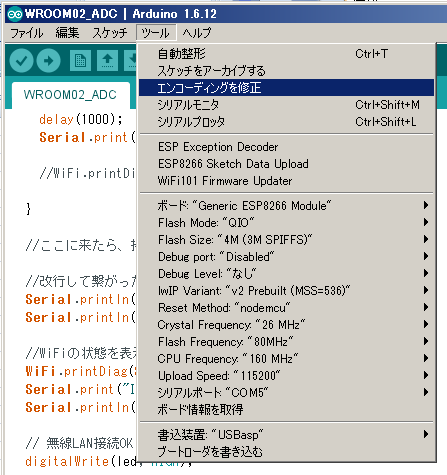 WROOM02_ADC | Arduino 1.6.12
ファイル 編集 スケッチ ツール ヘルプ
自動整形 Ctrl+T
スケッチをアーカイブする
エンコーディングを修正
シリアルモニタ Ctrl+Shift+M
シリアルプロッタ Ctrl+Shift+L
ESP Exception Decoder
ESP8266 Sketch Data Upload
WiFi101 Firmware Updater
ボード: "Generic ESP8266 Module"
Flash Mode: "QIO"
Flash Size: "4M (3M SPIFFS)"
Debug port: "Disabled"
Debug Level: "なし"
lwIP Variant: "v2 Prebuilt (MSS=536)"
Reset Method: "nodemcu"
Crystal Frequency: "26 MHz"
Flash Frequency: "80MHz"
CPU Frequency: "160 MHz"
Upload Speed: "115200"
シリアルポート: "COM5"
ボード情報を取得
書込装置: "USBasp"
ブートローダを書き込む
WROOM02_ADC
delay(1000);
Serial.print(
//WiFi.printDi
}
//ここに来たら、
//改行して繋がった
Serial.println(
Serial.println(
//WiFiの状態を表示
WiFi.printDiag(
Serial.print("I
Serial.println(
// 無線LAN接続OK
digitalWrite(led,